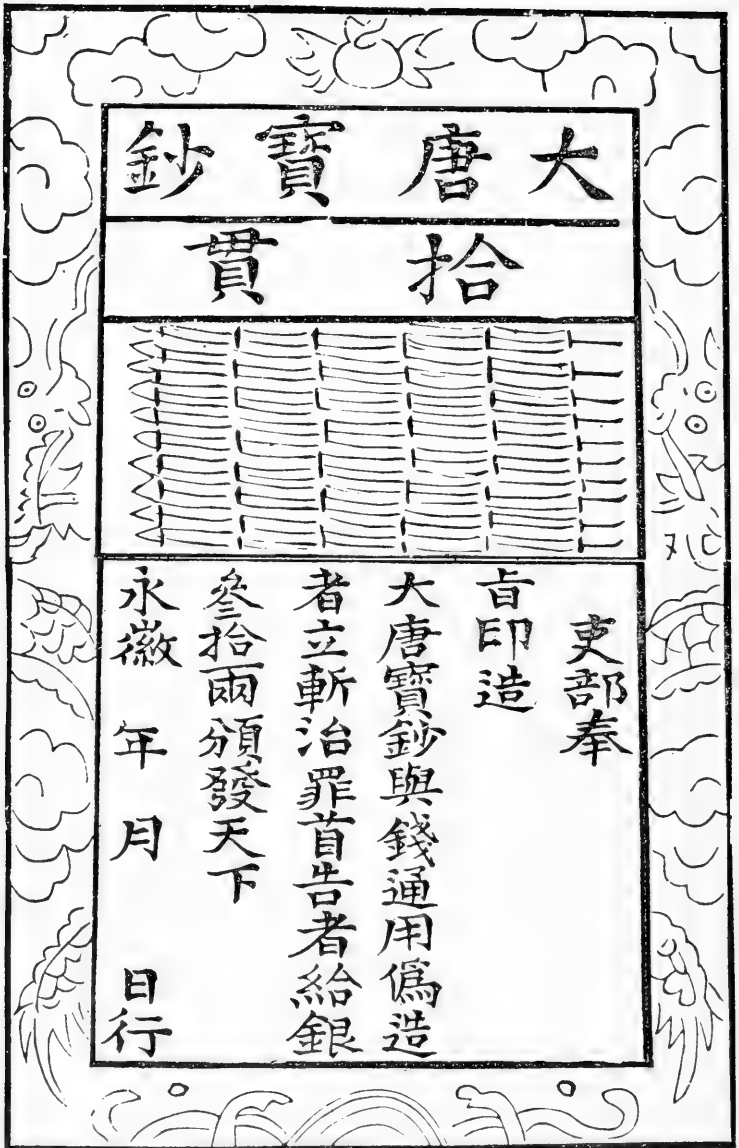 大唐寶鈔
拾貫
吏部奉
旨印造
大唐寶鈔與錢通用僞造
者立斬治罪首告者給銀
叄拾兩頒發天下
永徽 年 月 日行